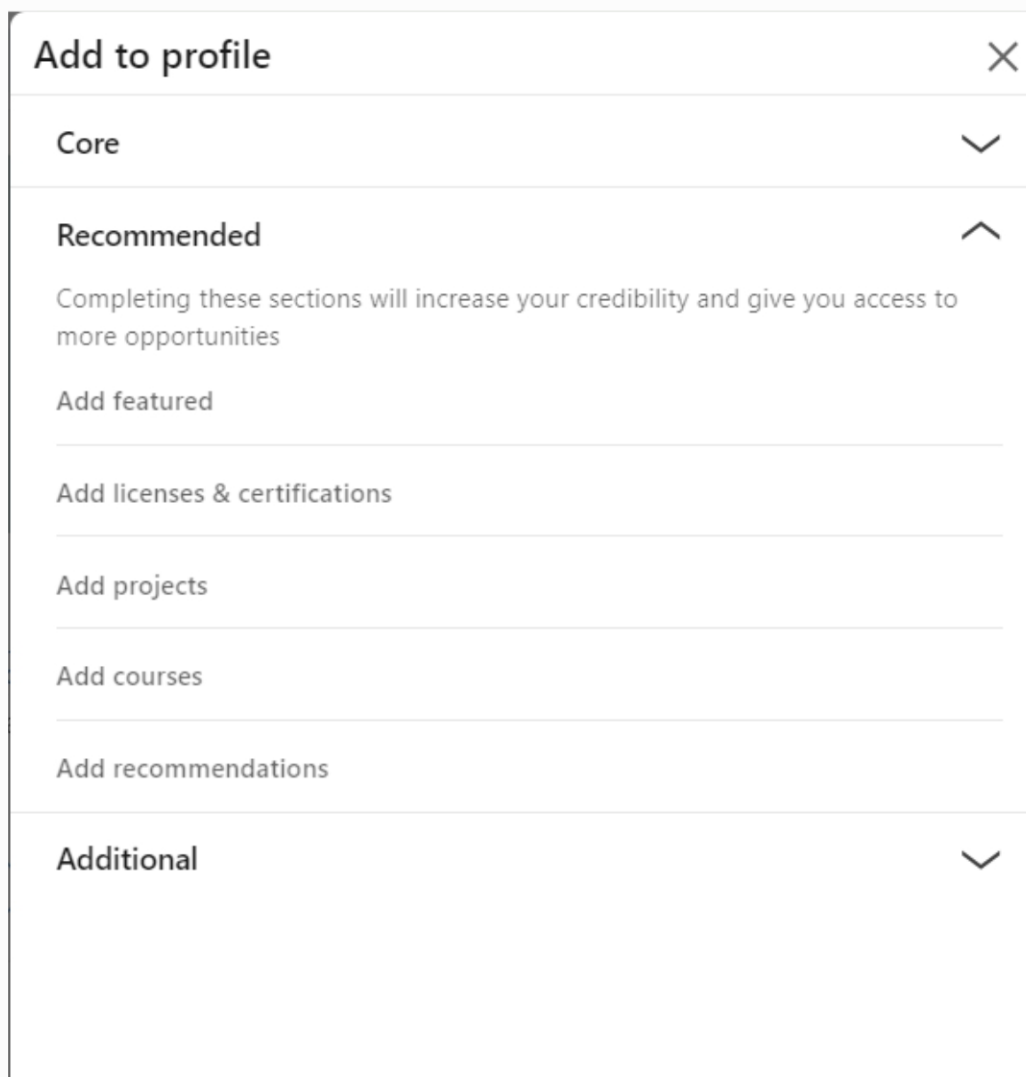 Add to profile
Core
Recommended
Completing these sections will increase your credibility and give you access to
more opportunities
Add featured
Add licenses & certifications
Add projects
Add courses
Add recommendations
Additional